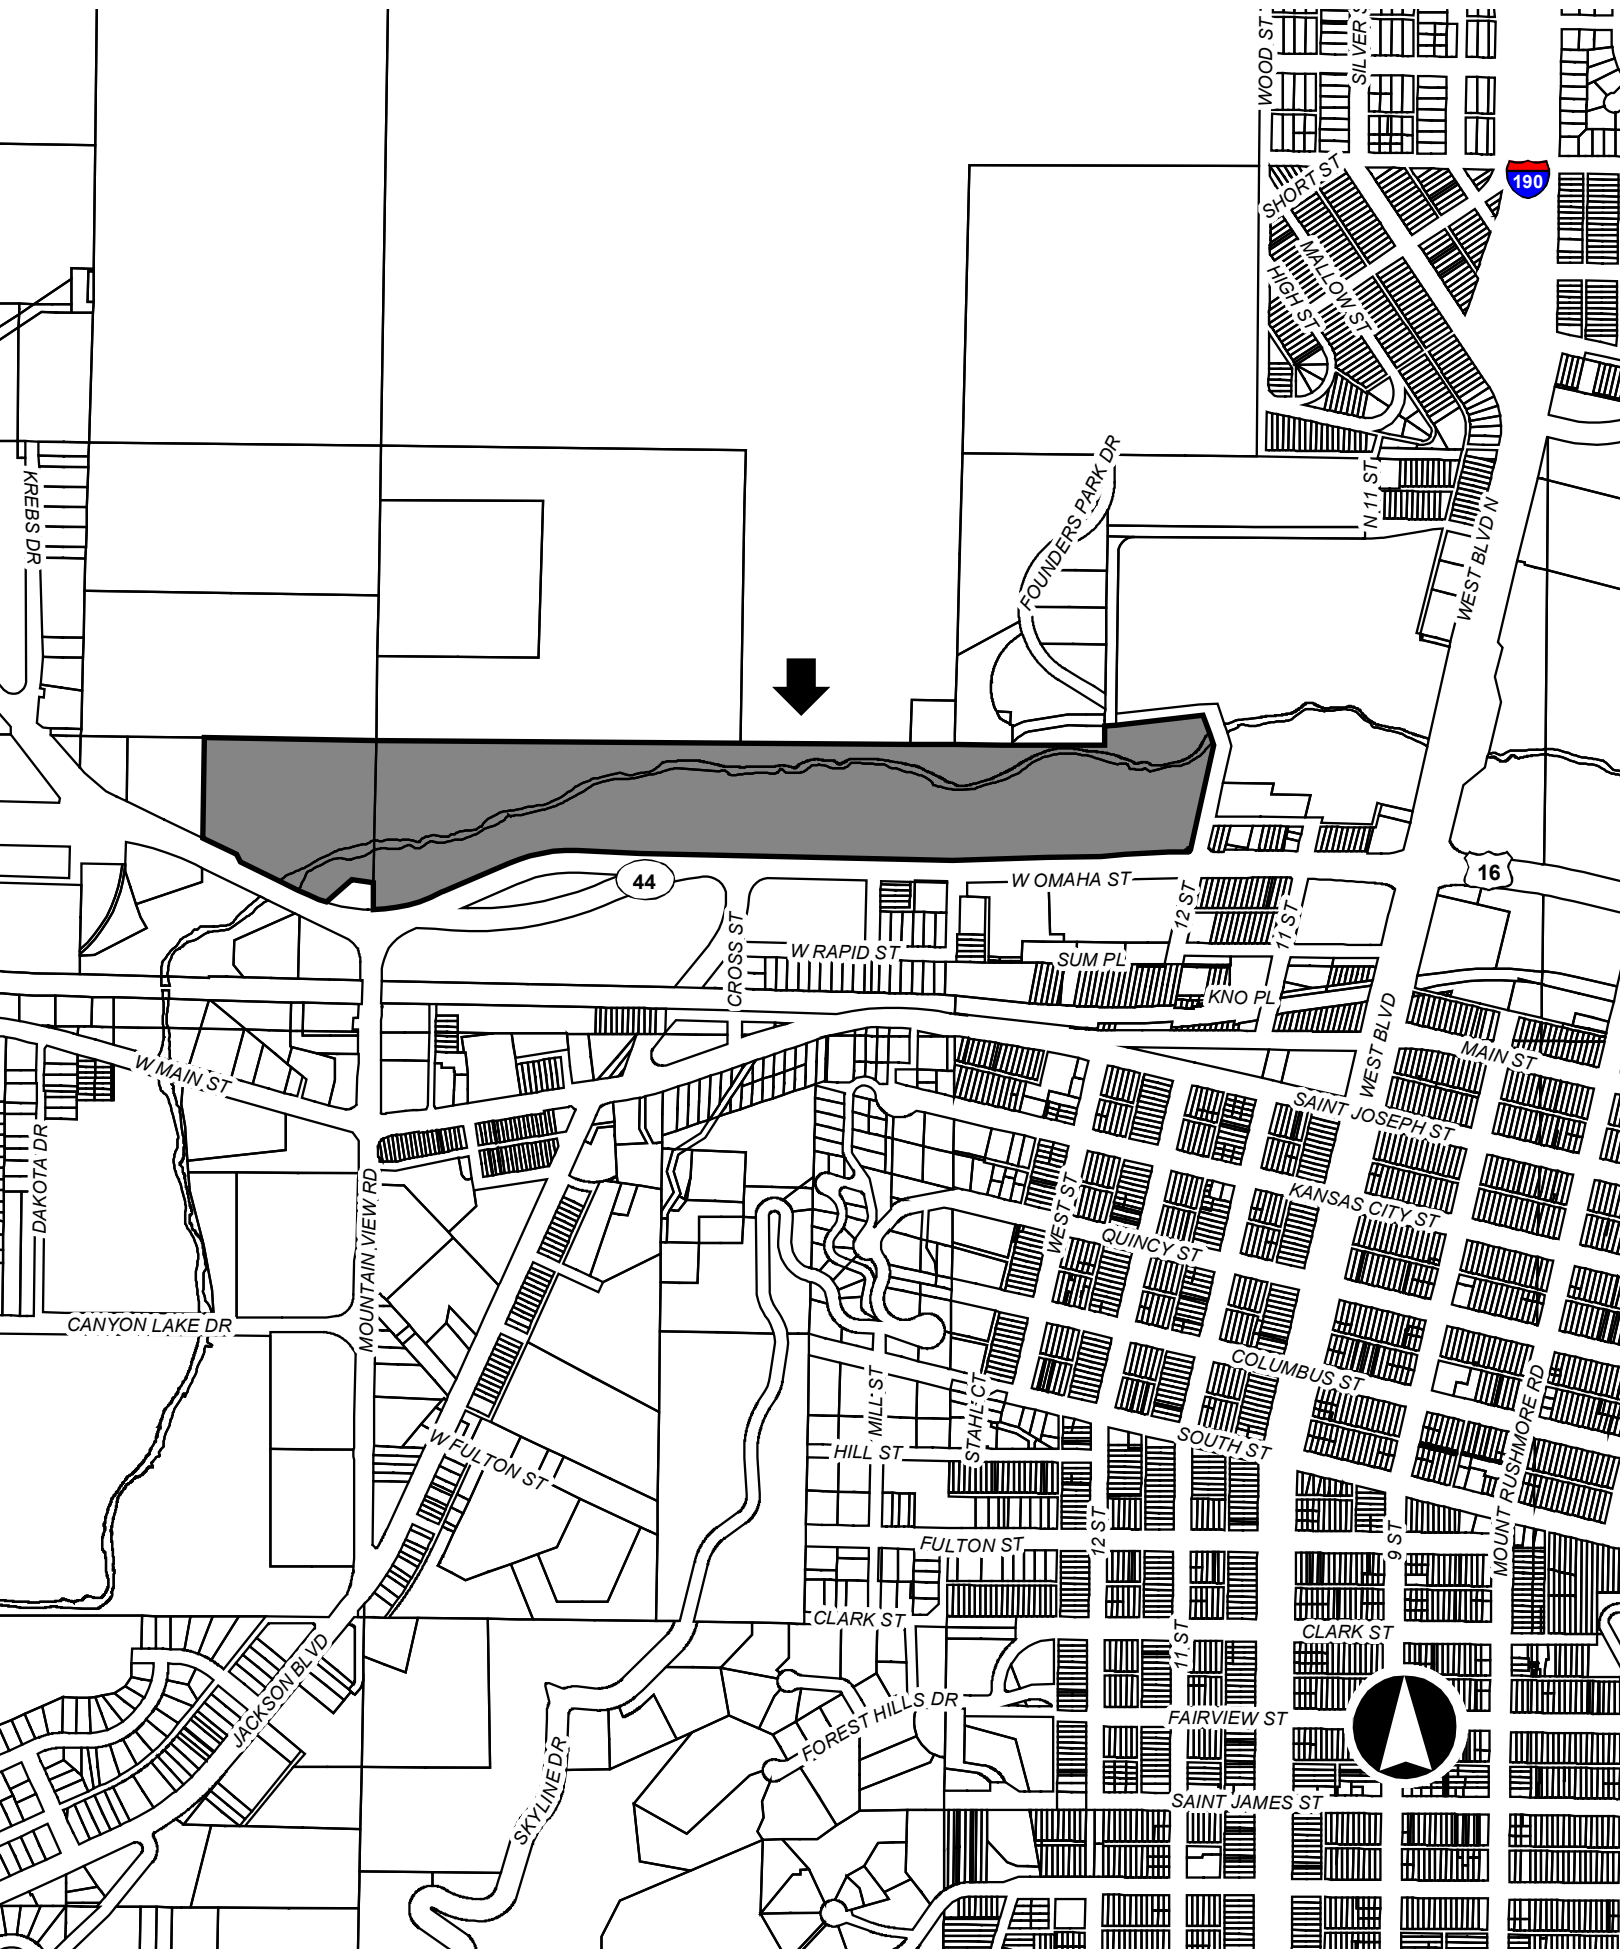 WOOD ST
SILVER S
SHORT ST
190
MALLOW ST
HIGH ST
FOUNDERS PARK DR
KREBS DR
N 11 ST
WEST BLVD N
44
W OMAHA ST
16
12 ST
11 ST
CROSS ST
W RAPID ST
SUM PL
KNO PL
WEST BLVD
MAIN ST
W MAIN ST
SAINT JOSEPH ST
DAKOTA DR
MOUNTAIN VIEW RD
WEST ST
KANSAS CITY ST
QUINCY ST
CANYON LAKE DR
COLUMBUS ST
MILL ST
STAHL CT
MOUNT RUSHMORE RD
W FULTON ST
HILL ST
SOUTH ST
FULTON ST
12 ST
9 ST
CLARK ST
11 ST
CLARK ST
JACKSON BLVD
FOREST HILLS DR
FAIRVIEW ST
SKYLINE DR
SAINT JAMES ST